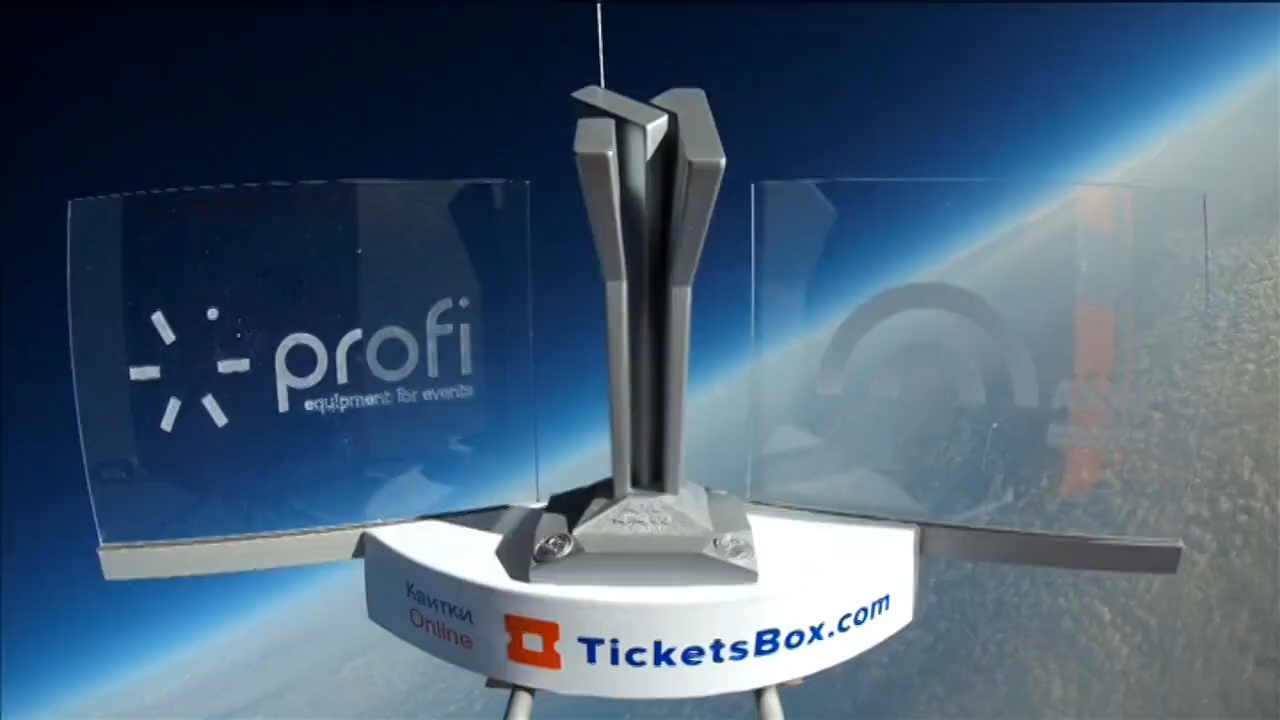 profi
equipment for events
Квитки
Online
TicketsBox.com